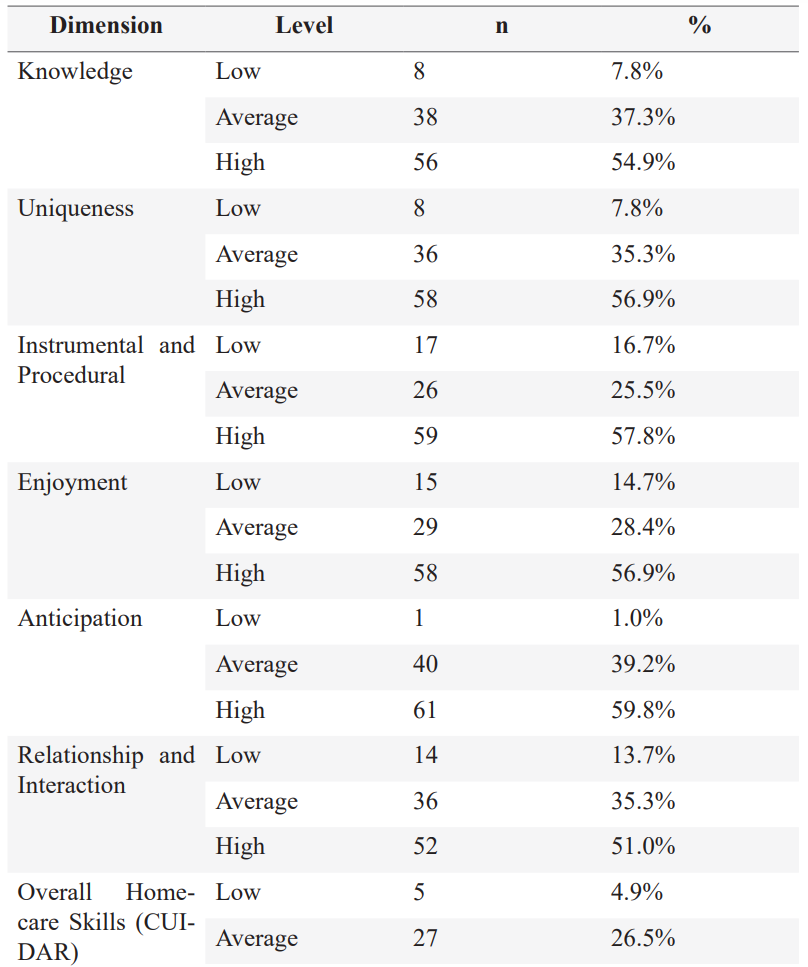 Dimension Level n %
Knowledge Low 8 7.8%
Average 38 37.3%
High 56 54.9%
Uniqueness Low 8 7.8%
Average 36 35.3%
High 58 56.9%
Instrumental and Low 17 16.7%
Procedural
Average 26 25.5%
High 59 57.8%
Enjoyment Low 15 14.7%
Average 29 28.4%
High 58 56.9%
Anticipation Low 1 1.0%
Average 40 39.2%
High 61 59.8%
Relationship and Low 14 13.7%
Interaction
Average 36 35.3%
High 52 51.0%
Overall Home- Low 5 4.9%
care Skills (CUI-
DAR) Average 27 26.5%